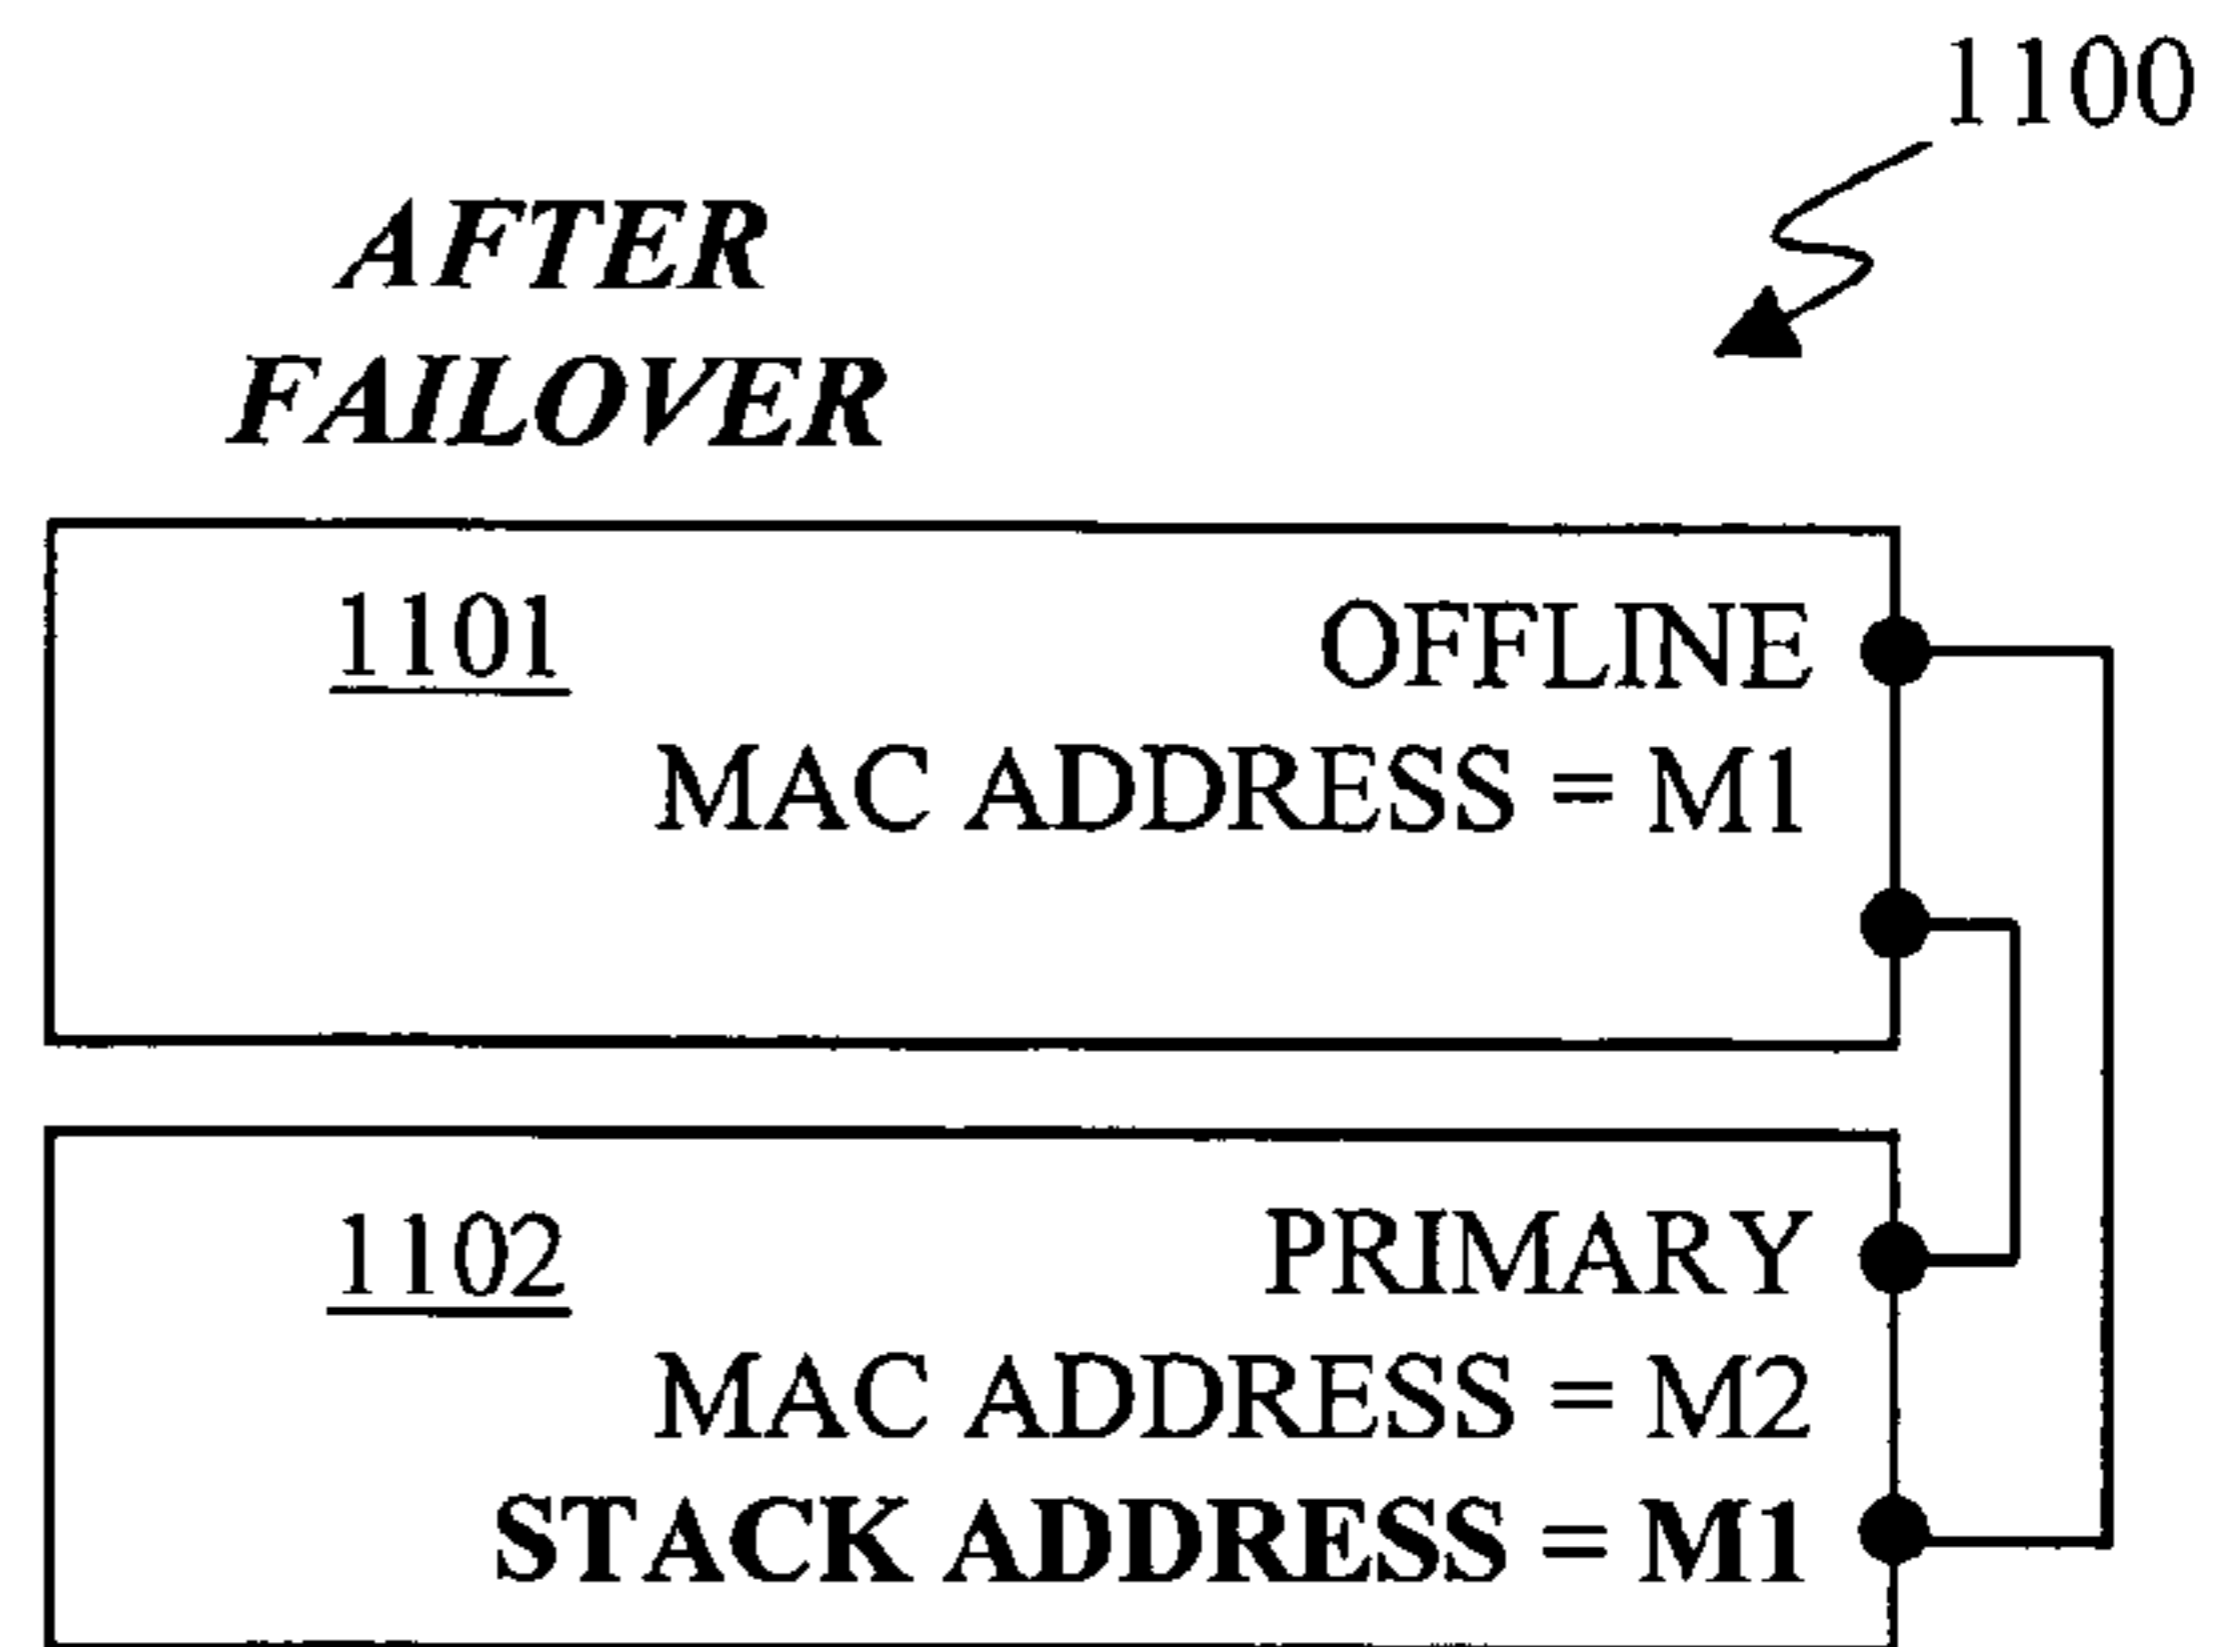 1100
AFTER
FAILOVER
1101
OFFLINE
MAC ADDRESS = M1
1102
PRIMARY
MAC ADDRESS = M2
STACK ADDRESS = M1